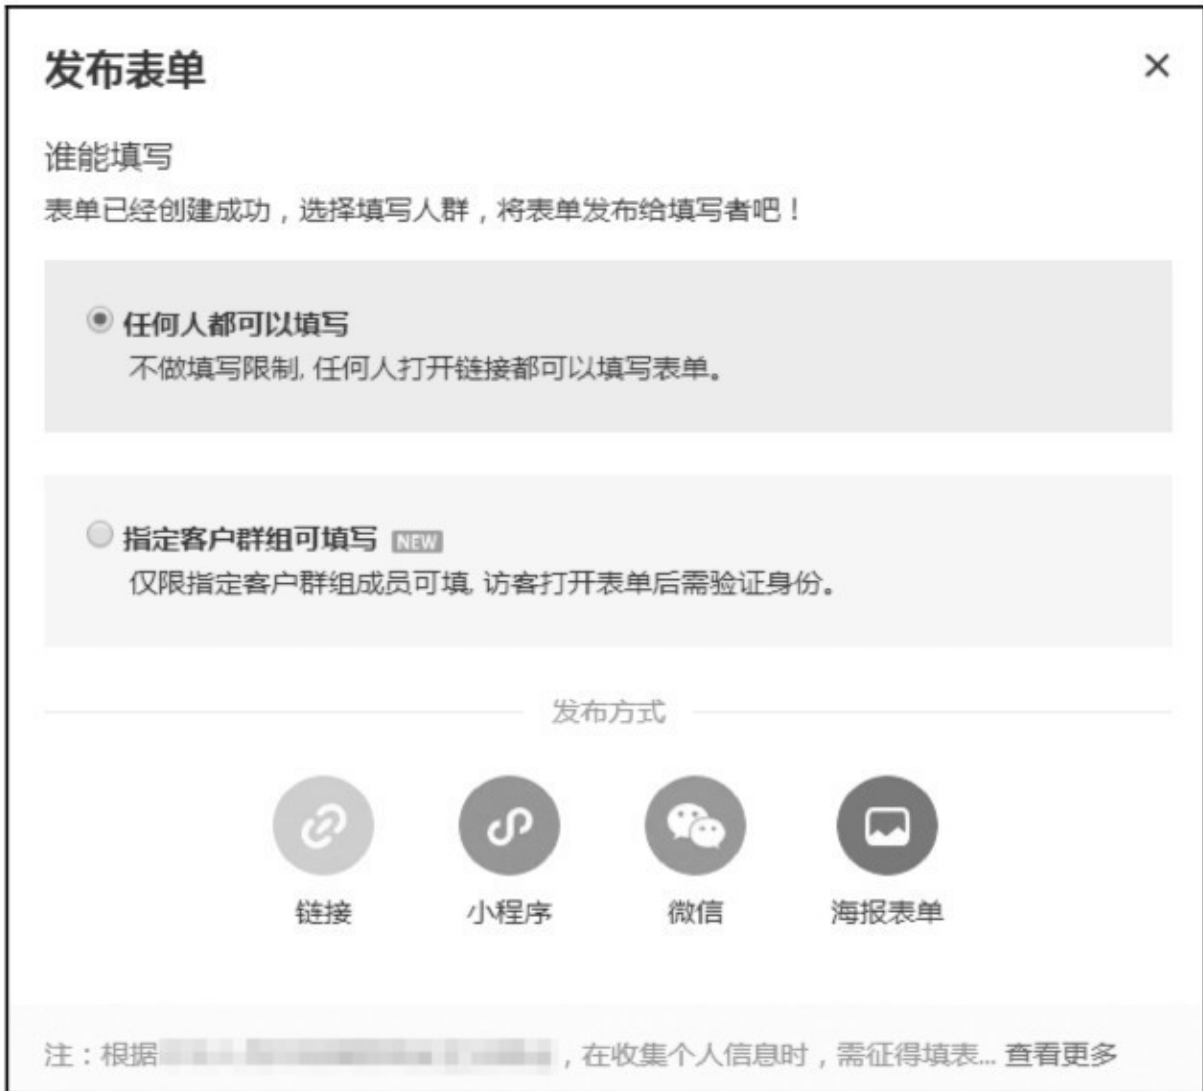 发布表单
谁能填写
表单已经创建成功，选择填写人群，将表单发布给填写者吧！
任何人都可以填写
不做填写限制, 任何人打开链接都可以填写表单。
指定客户群组可填写 NEW
仅限指定客户群组成员可填, 访客打开表单后需验证身份。
发布方式
链接 小程序 微信 海报表单
注：根据 ，在收集个人信息时，需征得填表... 查看更多